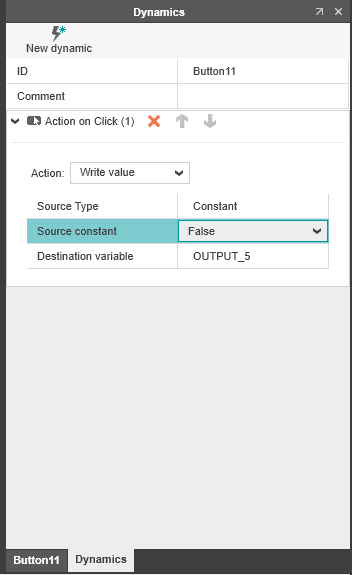 Dynamics
New dynamic
ID Button11
Comment
Action on Click (1)
Action: Write value
Source Type Constant
Source constant False
Destination variable OUTPUT_5
Button11 Dynamics